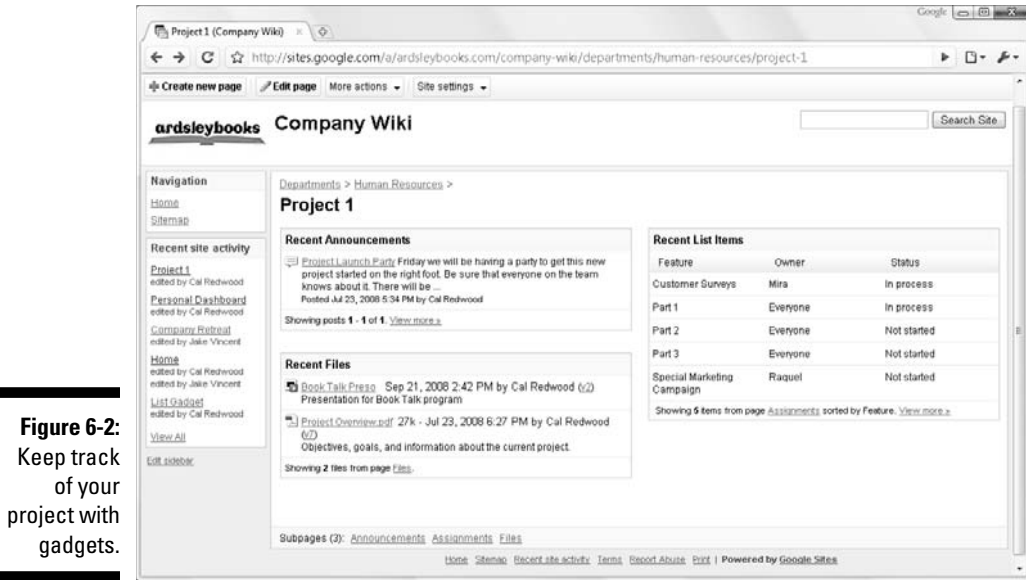 Google
Project 1 (Company Wiki)
http://sites.google.com/a/ardsleybooks.com/company-wiki/departments/human-resources/project-1
Create new page
Edit page
More actions
Site settings
ardsleybooks
Company Wiki
Search Site
Navigation
Home
Sitemap
Recent site activity
Project 1
edited by Cal Redwood
Personal Dashboard
edited by Cal Redwood
Company Retreat
edited by Jake Vincent
Home
edited by Cal Redwood
edited by Jake Vincent
List Gadget
edited by Cal Redwood
View All
Edit sidebar
Departments > Human Resources >
Project 1
Recent Announcements
Project Launch Party Friday we will be having a party to get this new
project started on the right foot. Be sure that everyone on the team
knows about it. There will be ...
Posted Jul 23, 2008 5:34 PM by Cal Redwood
Showing posts 1 - 1 of 1. View more »
Recent Files
Book Talk Preso Sep 21, 2008 2:42 PM by Cal Redwood (v2)
Presentation for Book Talk program
Project Overview.pdf 27k - Jul 23, 2008 6:27 PM by Cal Redwood
(v7)
Objectives, goals, and information about the current project.
Showing 2 files from page Files.
Recent List Items
Feature Owner Status
Customer Surveys Mira In process
Part 1 Everyone In process
Part 2 Everyone Not started
Part 3 Everyone Not started
Special Marketing
Campaign Raquel Not started
Showing 5 items from page Assignments sorted by Feature. View more »
Subpages (3): Announcements Assignments Files
Home Sitemap Recent site activity Terms Report Abuse Print | Powered by Google Sites
Figure 6-2:
Keep track
of your
project with
gadgets.